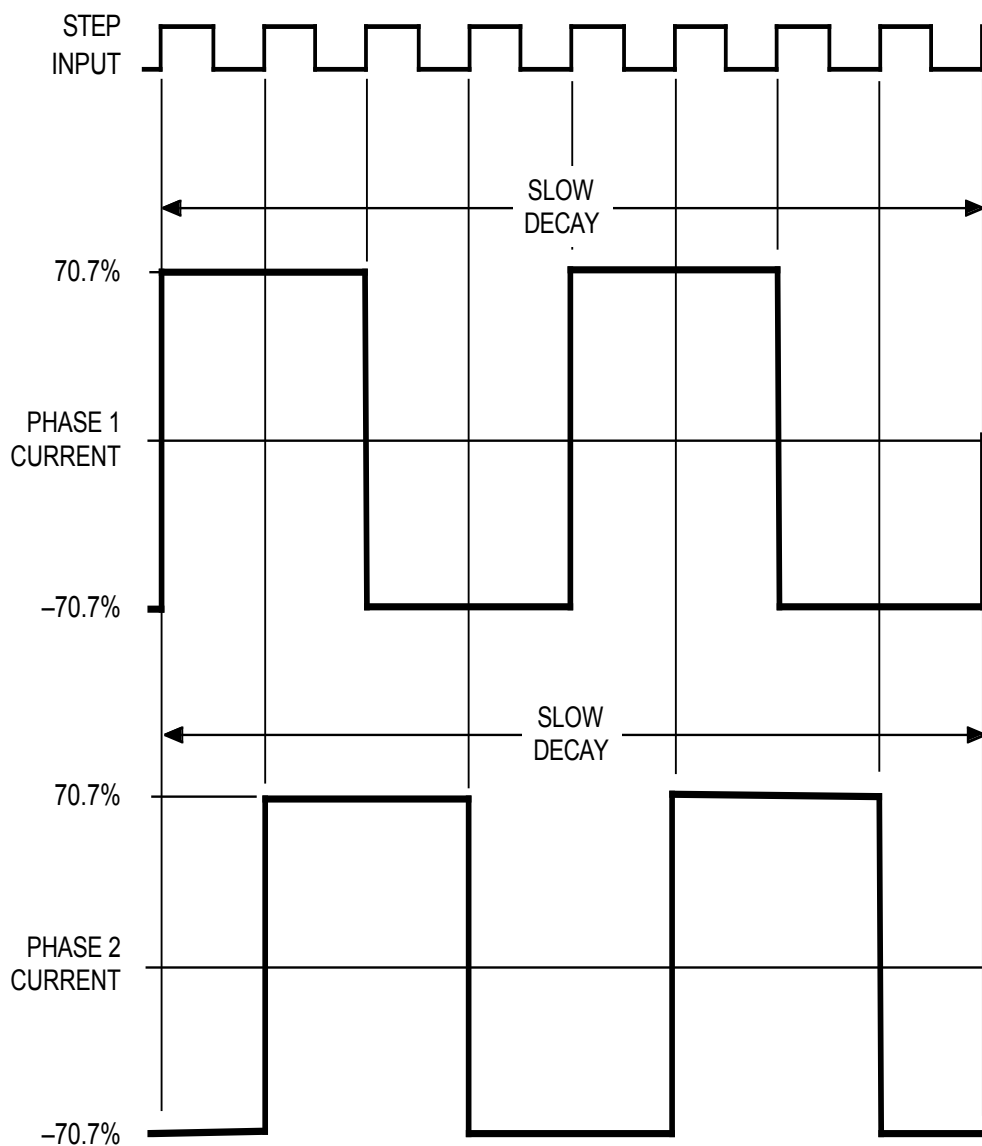 STEP
INPUT
SLOW
DECAY
70.7%
PHASE 1
CURRENT
–70.7%
SLOW
DECAY
70.7%
PHASE 2
CURRENT
–70.7%